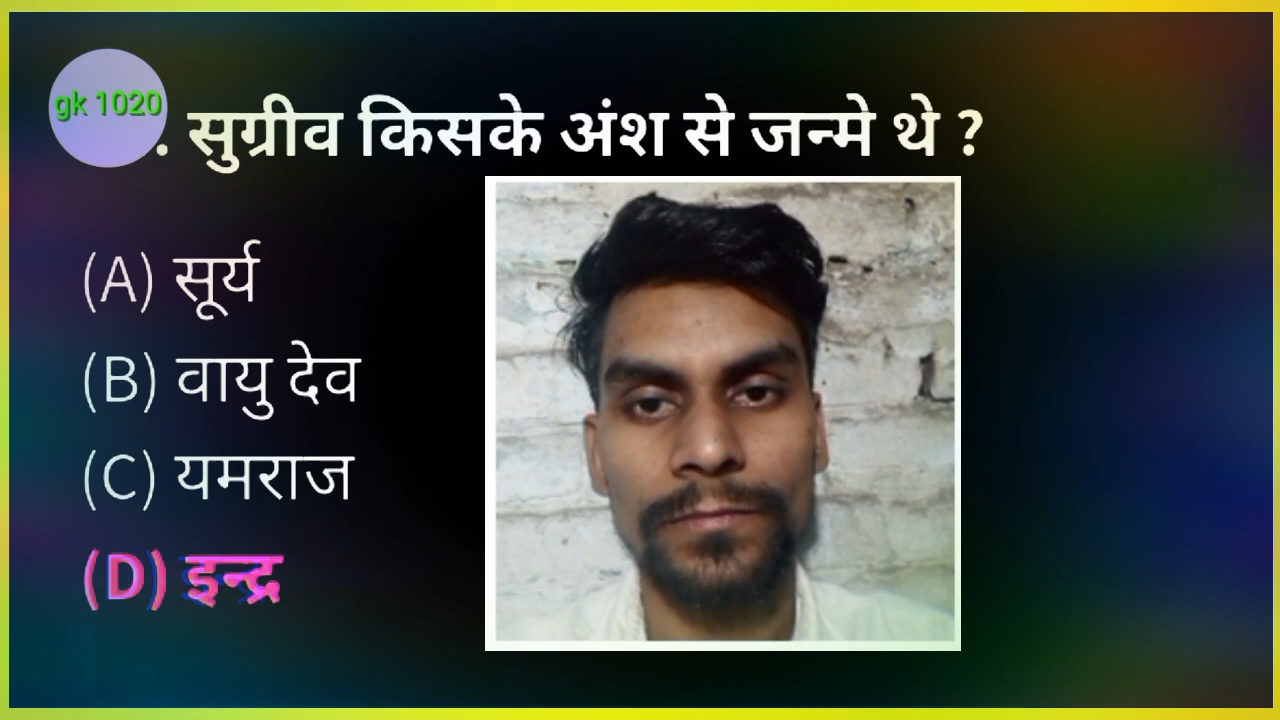 gk 1020
. सुग्रीव किसके अंश से जन्मे थे ?
(A) सूर्य
(B) वायु देव
(C) यमराज
(D) इन्द्र